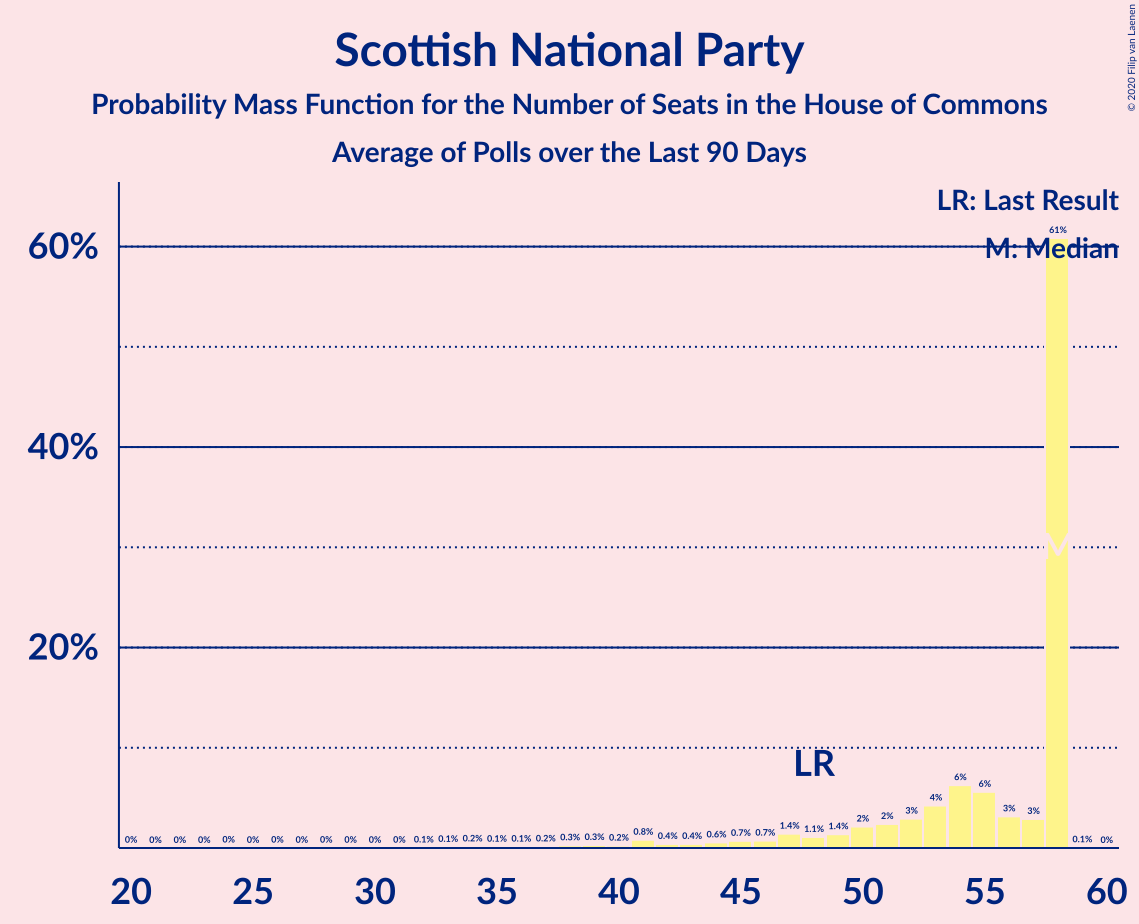 Scottish National Party
Probability Mass Function for the Number of Seats in the House of Commons
Average of Polls over the Last 90 Days
© 2020 Filip van Laenen
LR: Last Result
M: Median
60%
40%
20%
LR
0% 0% 0% 0% 0% 0% 0% 0% 0% 0% 0% 0% 0.1% 0.1% 0.2% 0.1% 0.1% 0.2% 0.3% 0.3% 0.2% 0.8% 0.4% 0.4% 0.6% 0.7% 0.7% 1.4% 1.1% 1.4% 2% 2% 3% 4% 6% 6% 3% 3% 61% 0.1% 0%
20 25 30 35 40 45 50 55 60